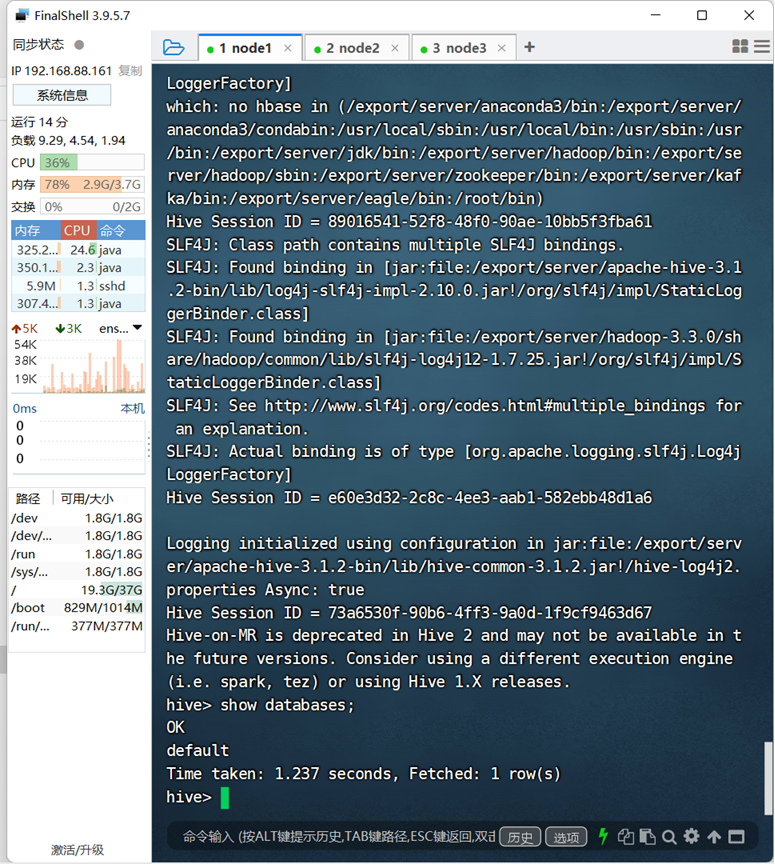 FinalShell 3.9.5.7
同步状态
IP 192.168.88.161 复制
系统信息
运行 14 分
负载 9.29, 4.54, 1.94
CPU 36%
内存 78% 2.9G/3.7G
交换 0% 0/2G
内存 CPU 命令
325.2... 24.6 java
350.1... 2.3 java
5.9M 1.3 sshd
307.4... 1.3 java
5K 3K ens...
54K
38K
19K
0ms 本机
0
0
0
路径 可用/大小
/dev 1.8G/1.8G
/dev/... 1.8G/1.8G
/run 1.8G/1.8G
/sys/... 1.8G/1.8G
/ 19.3G/37G
/boot 829M/1014M
/run/... 377M/377M
激活/升级
1 node1
2 node2
3 node3
LoggerFactory]
which: no hbase in (/export/server/anaconda3/bin:/export/server/
anaconda3/condabin:/usr/local/sbin:/usr/local/bin:/usr/sbin:/usr
/bin:/export/server/jdk/bin:/export/server/hadoop/bin:/export/se
rver/hadoop/sbin:/export/server/zookeeper/bin:/export/server/kaf
ka/bin:/export/server/eagle/bin:/root/bin)
Hive Session ID = 89016541-52f8-48f0-90ae-10bb5f3fba61
SLF4J: Class path contains multiple SLF4J bindings.
SLF4J: Found binding in [jar:file:/export/server/apache-hive-3.1
.2-bin/lib/log4j-slf4j-impl-2.10.0.jar!/org/slf4j/impl/StaticLog
gerBinder.class]
SLF4J: Found binding in [jar:file:/export/server/hadoop-3.3.0/sh
are/hadoop/common/lib/slf4j-log4j12-1.7.25.jar!/org/slf4j/impl/S
taticLoggerBinder.class]
SLF4J: See http://www.slf4j.org/codes.html#multiple_bindings for
an explanation.
SLF4J: Actual binding is of type [org.apache.logging.slf4j.Log4j
LoggerFactory]
Hive Session ID = e60e3d32-2c8c-4ee3-aab1-582ebb48d1a6
Logging initialized using configuration in jar:file:/export/serv
er/apache-hive-3.1.2-bin/lib/hive-common-3.1.2.jar!/hive-log4j2.
properties Async: true
Hive Session ID = 73a6530f-90b6-4ff3-9a0d-1f9cf9463d67
Hive-on-MR is deprecated in Hive 2 and may not be available in t
he future versions. Consider using a different execution engine
(i.e. spark, tez) or using Hive 1.X releases.
hive> show databases;
OK
default
Time taken: 1.237 seconds, Fetched: 1 row(s)
hive>
命令输入 (按ALT键提示历史,TAB键路径,ESC键返回,双击 历史 选项